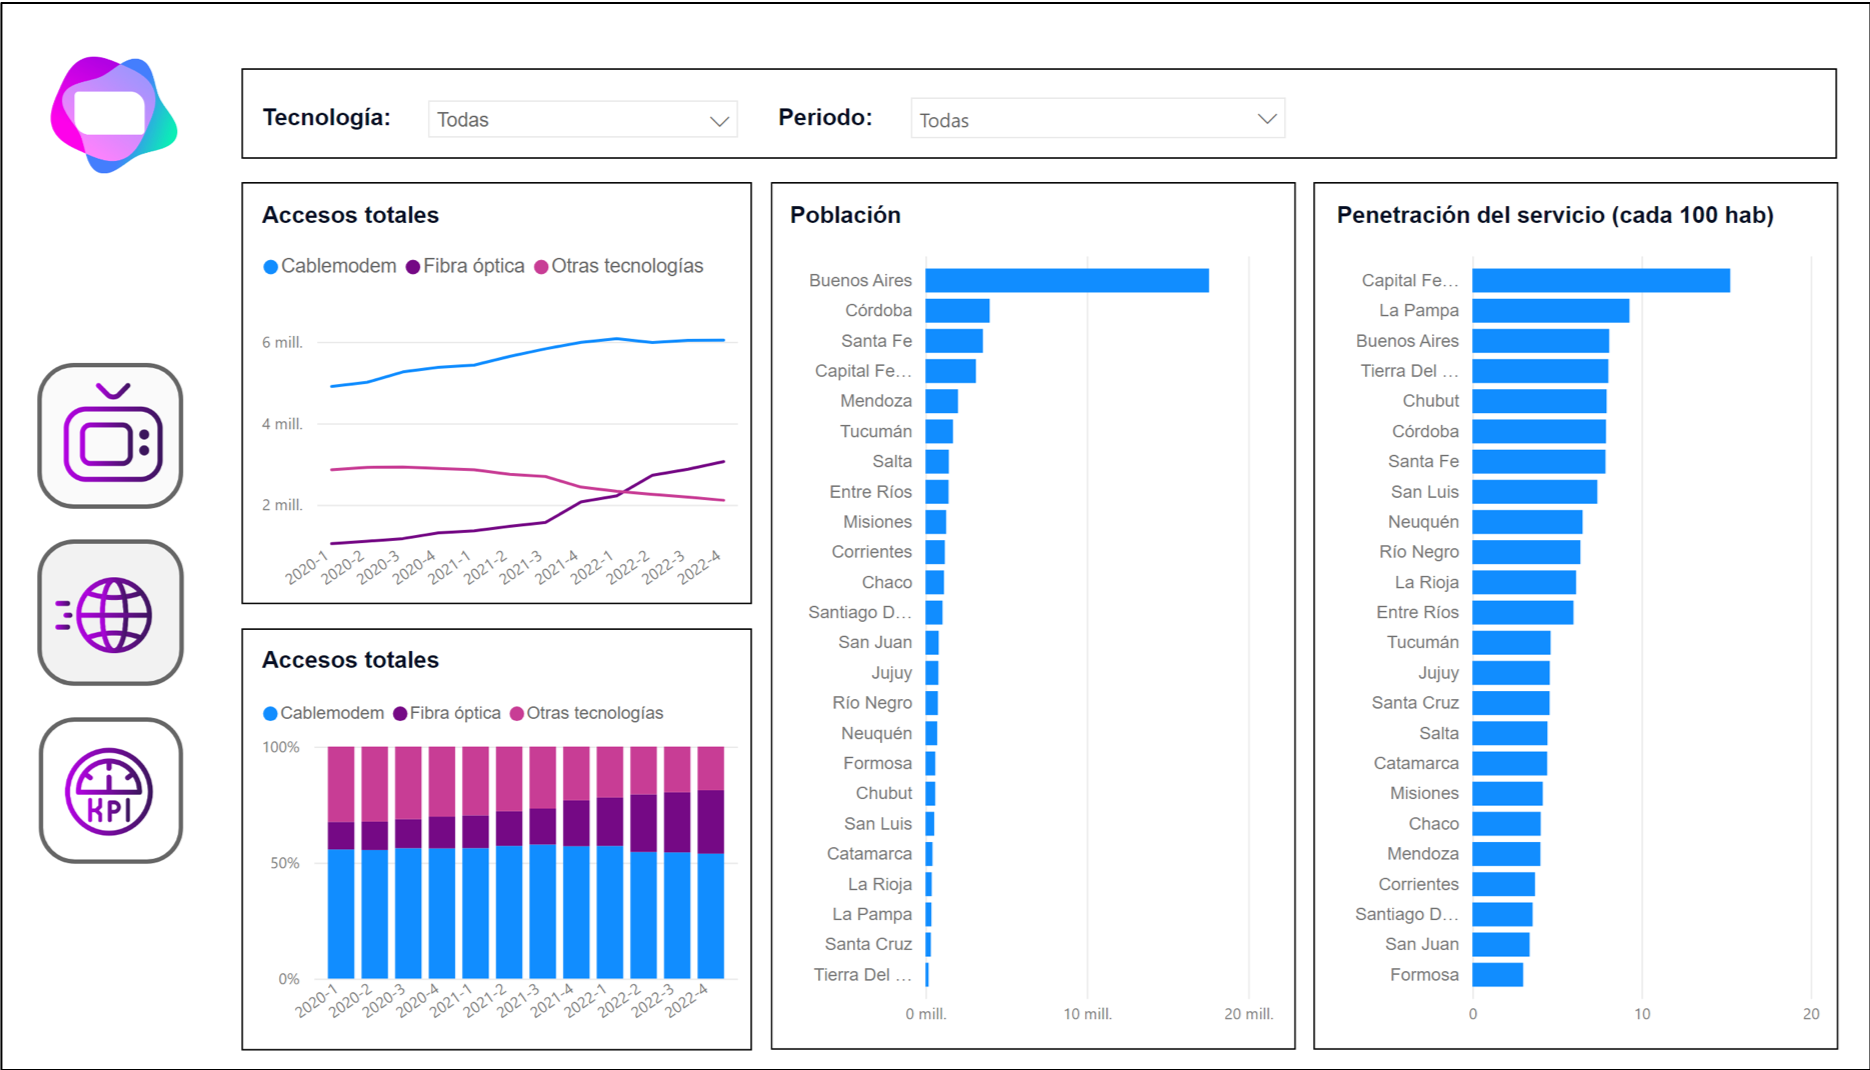 Tecnología:
Todas
Periodo:
Todas
Accesos totales
Cablemodem Fibra óptica Otras tecnologías
6 mill.
4 mill.
2 mill.
2020-1
2020-2
2020-3
2020-4
2021-1
2021-2
2021-3
2021-4
2022-1
2022-2
2022-3
2022-4
Accesos totales
Cablemodem Fibra óptica Otras tecnologías
100%
50%
0%
2020-1
2020-2
2020-3
2020-4
2021-1
2021-2
2021-3
2021-4
2022-1
2022-2
2022-3
2022-4
KPI
Población
Buenos Aires
Córdoba
Santa Fe
Capital Fe...
Mendoza
Tucumán
Salta
Entre Ríos
Misiones
Corrientes
Chaco
Santiago D...
San Juan
Jujuy
Río Negro
Neuquén
Formosa
Chubut
San Luis
Catamarca
La Rioja
La Pampa
Santa Cruz
Tierra Del ...
0 mill.
10 mill.
20 mill.
Penetración del servicio (cada 100 hab)
Capital Fe...
La Pampa
Buenos Aires
Tierra Del ...
Chubut
Córdoba
Santa Fe
San Luis
Neuquén
Río Negro
La Rioja
Entre Ríos
Tucumán
Jujuy
Santa Cruz
Salta
Catamarca
Misiones
Chaco
Mendoza
Corrientes
Santiago D...
San Juan
Formosa
0
10
20